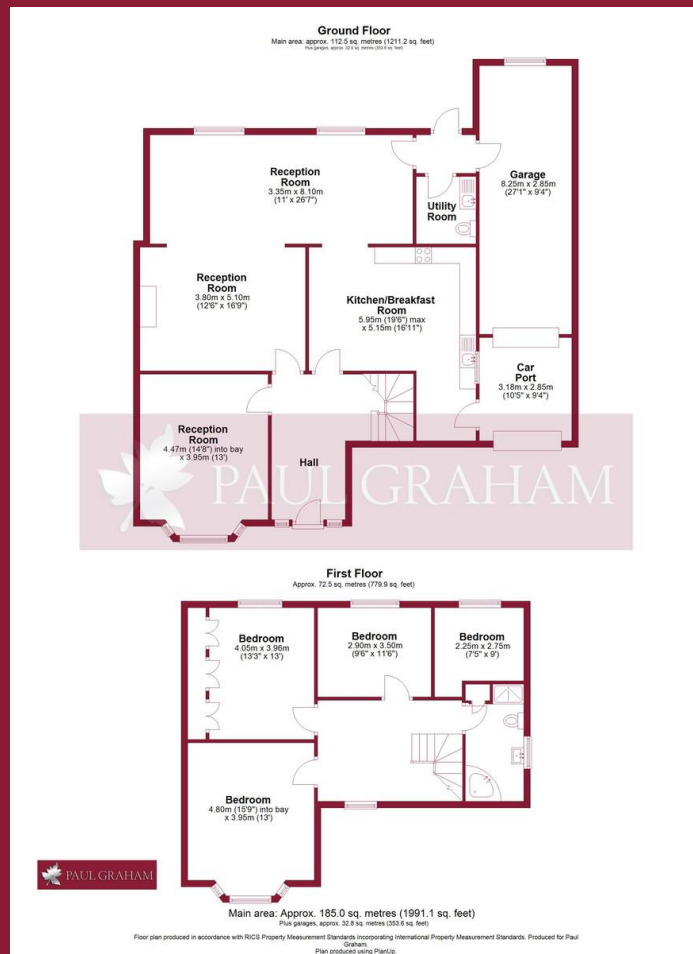 Ground Floor
Main area: approx. 112.5 sq. metres (1211.2 sq. feet)
Plus garages, approx. 32.8 sq. metres (353.6 sq. feet)
Reception
Room
3.35m x 8.10m
(11' x 26'7")
Garage
8.25m x 2.85m
(27'1" x 9'4")
Utility
Room
Reception
Room
3.80m x 5.10m
(12'6" x 16'9")
Kitchen/Breakfast
Room
5.95m (19'6") max
x 5.15m (16'11")
Car
Port
3.18m x 2.85m
(10'5" x 9'4")
Reception
Room
4.47m (14'8") into bay
x 3.95m (13')
Hall
PAUL GRAHAM
First Floor
Approx. 72.5 sq. metres (779.9 sq. feet)
Bedroom
4.05m x 3.96m
(13'3" x 13')
Bedroom
2.90m x 3.50m
(9'6" x 11'6")
Bedroom
2.25m x 2.75m
(7'5" x 9')
Bedroom
4.80m (15'9") into bay
x 3.95m (13')
PAUL GRAHAM
Main area: Approx. 185.0 sq. metres (1991.1 sq. feet)
Plus garages, approx. 32.8 sq. metres (353.6 sq. feet)
Floor plan produced in accordance with RICS Property Measurement Standards incorporating International Property Measurement Standards. Produced for Paul
Graham.
Plan produced using PlanUp.